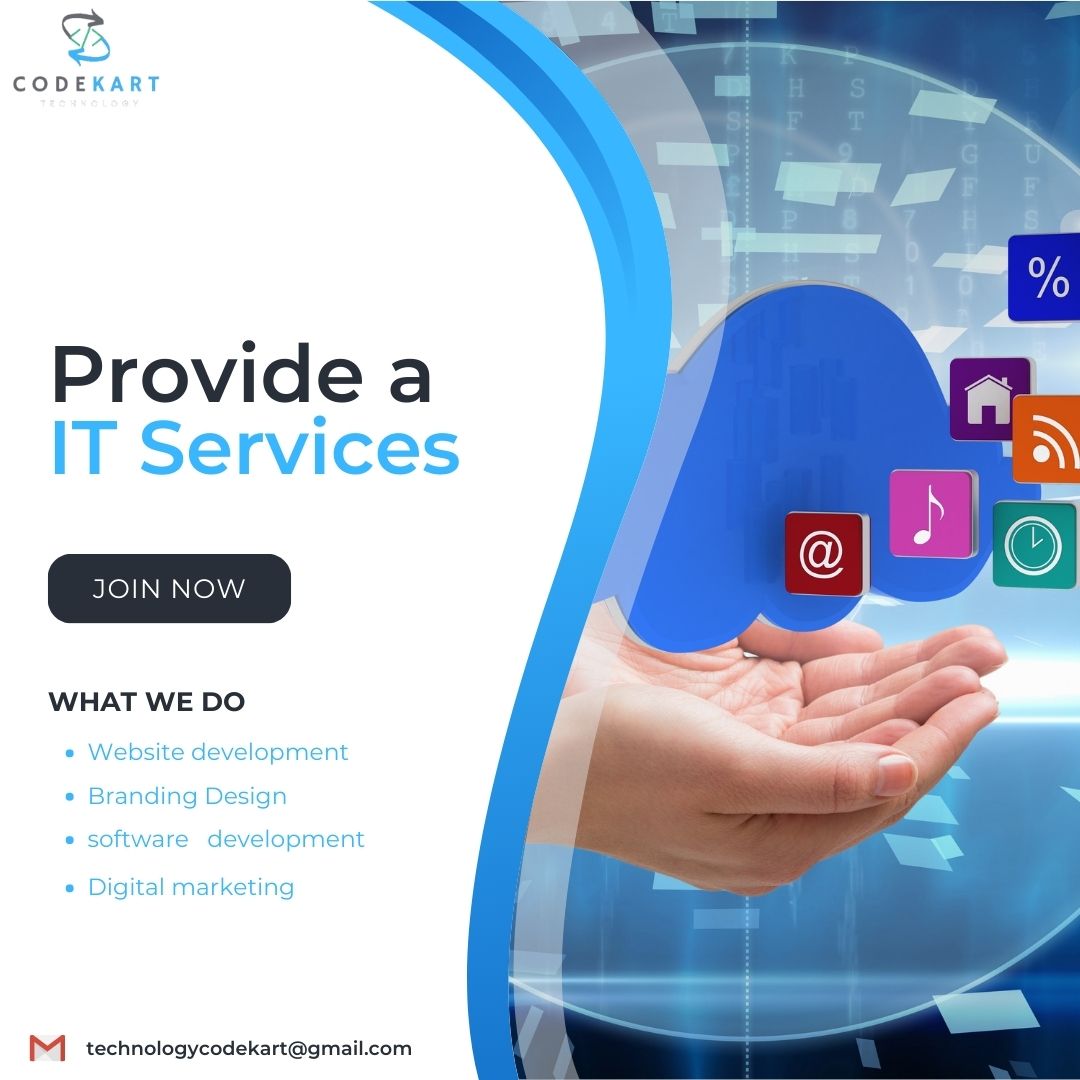 CODEKART
TECHNOLOGY
Provide a
IT Services
JOIN NOW
WHAT WE DO
• Website development
• Branding Design
• software development
• Digital marketing
technologycodekart@gmail.com
%
@